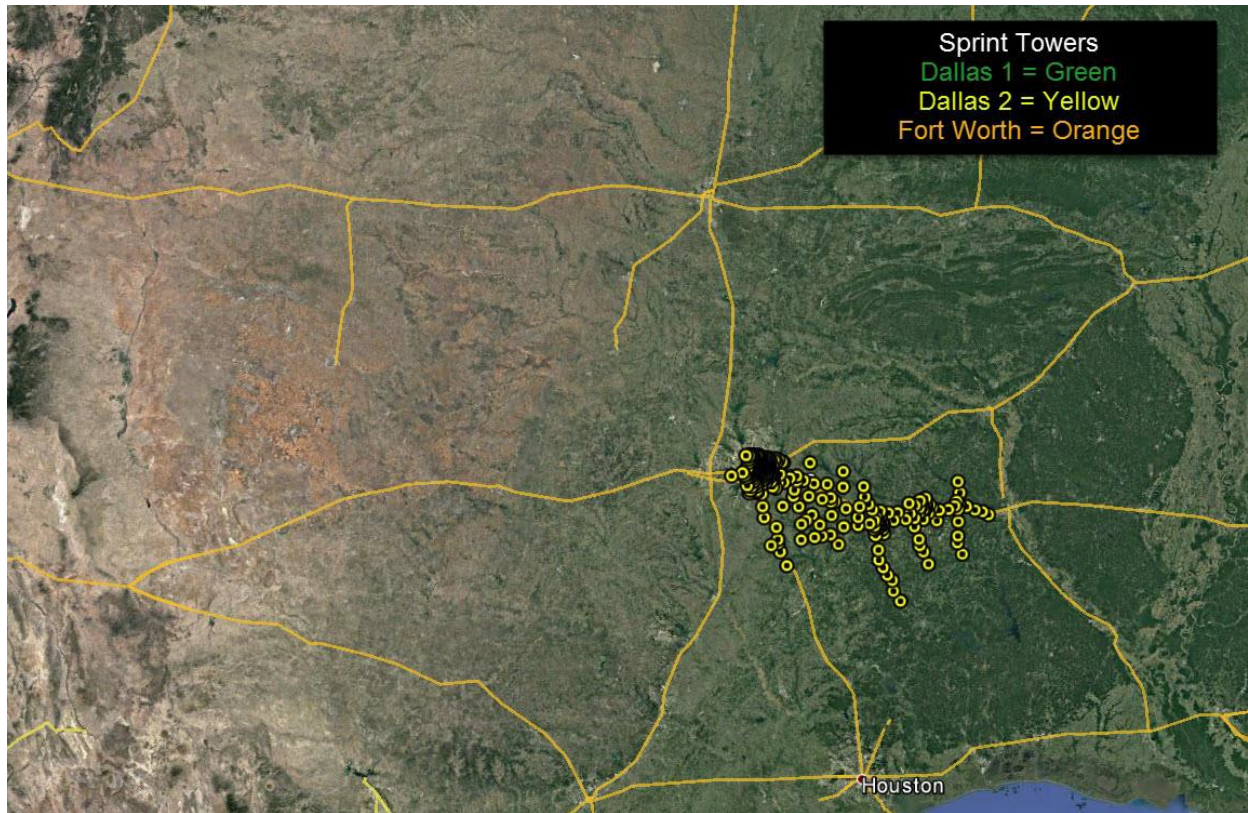 Sprint Towers
Dallas 1 = Green
Dallas 2 = Yellow
Fort Worth = Orange
Houston